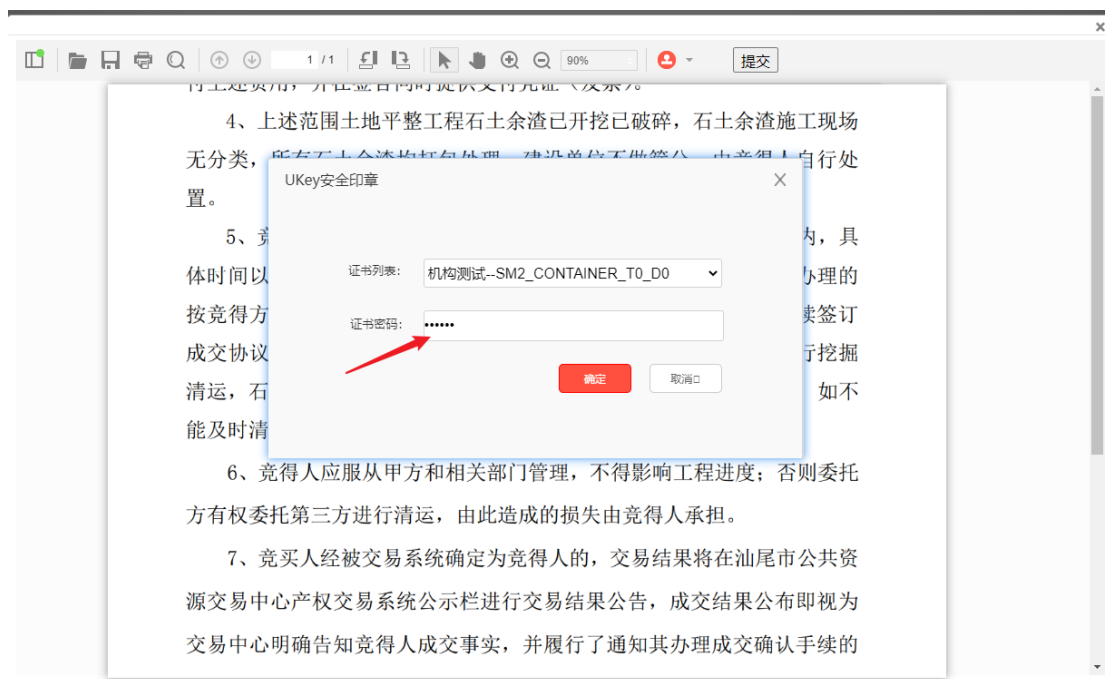 1 / 1
90%
提交
4、上述范围土地平整工程石土余渣已开挖已破碎，石土余渣施工现场
无分类，
自行处
置。
UKey安全印章
5、
内，具
体时间以
办理的
证书列表:
机构测试--SM2_CONTAINER_T0_D0
按竞得方
续签订
证书密码:
••••••
成交协议
行挖掘
清运，石
如不
确定
取消
能及时清
6、竞得人应服从甲方和相关部门管理，不得影响工程进度；否则委托
方有权委托第三方进行清运，由此造成的损失由竞得人承担。
7、竞买人经被交易系统确定为竞得人的，交易结果将在汕尾市公共资
源交易中心产权交易系统公示栏进行交易结果公告，成交结果公布即视为
交易中心明确告知竞得人成交事实，并履行了通知其办理成交确认手续的